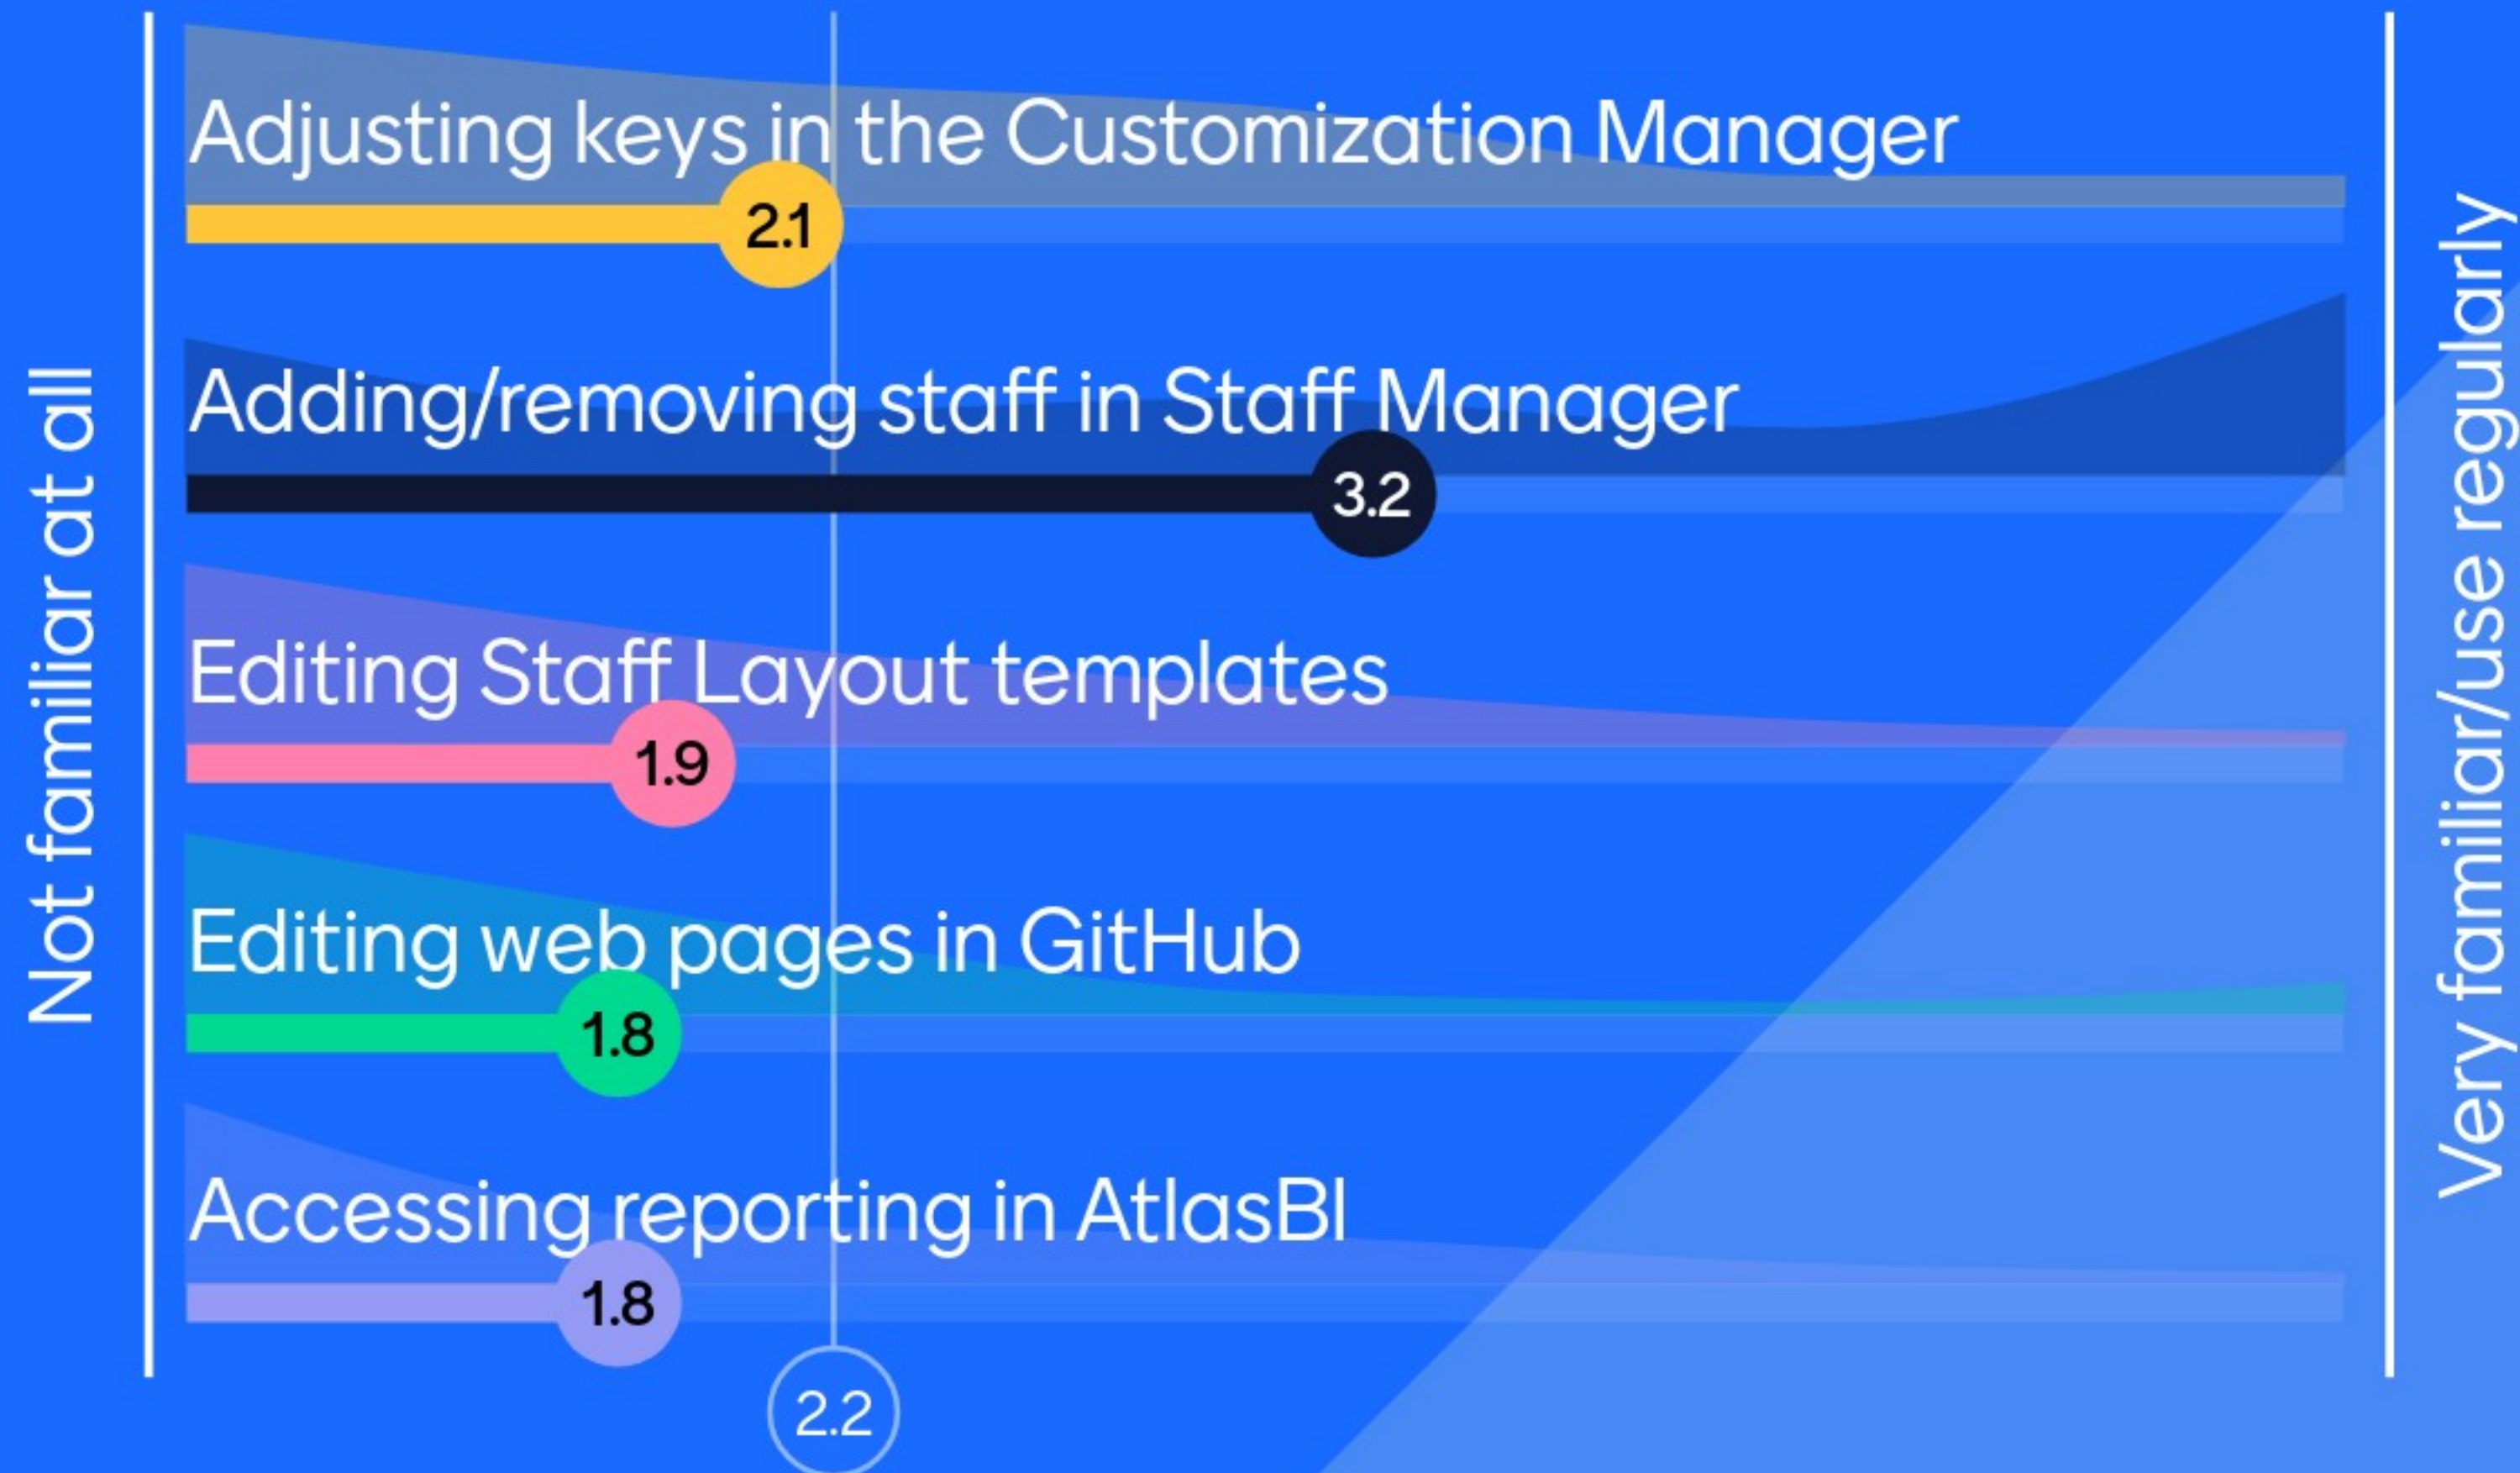 Not familiar at all
Adjusting keys in the Customization Manager
2.1
Adding/removing staff in Staff Manager
3.2
Editing Staff Layout templates
1.9
Editing web pages in GitHub
1.8
Accessing reporting in AtlasBI
1.8
2.2
Very familiar/use regularly